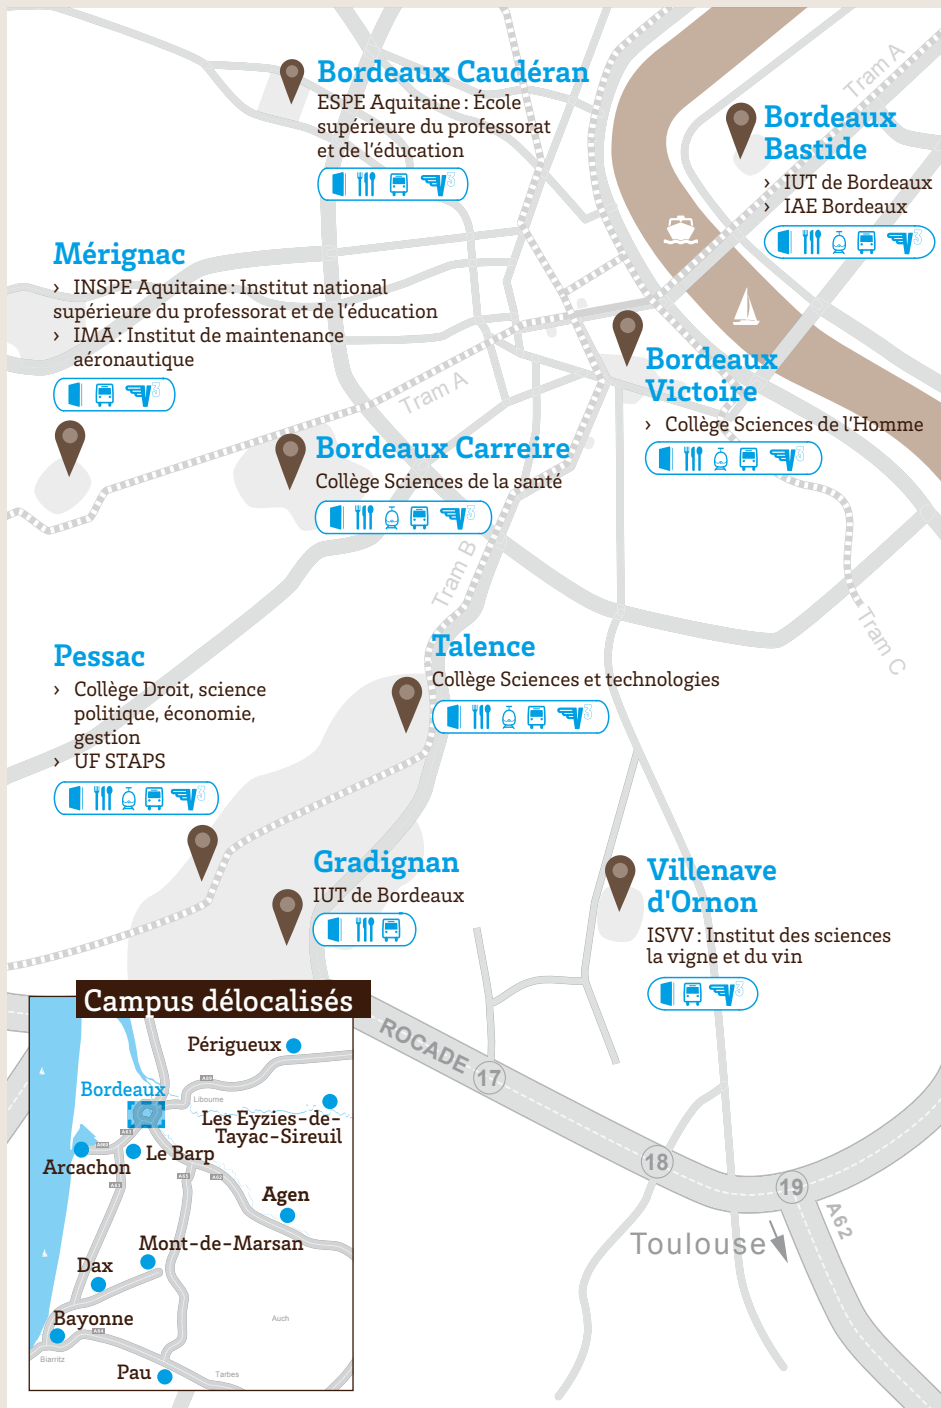 Bordeaux Caudéran
ESPE Aquitaine : École
supérieure du professorat
et de l'éducation
Tram A
Bordeaux
Bastide
› IUT de Bordeaux
› IAE Bordeaux
Mérignac
› INSPE Aquitaine : Institut national
supérieure du professorat et de l'éducation
› IMA : Institut de maintenance
aéronautique
Tram A
Bordeaux
Victoire
› Collège Sciences de l'Homme
Bordeaux Carreire
Collège Sciences de la santé
Tram B
Tram C
Pessac
› Collège Droit, science
politique, économie,
gestion
› UF STAPS
Talence
Collège Sciences et technologies
Gradignan
IUT de Bordeaux
Villenave
d'Ornon
ISVV : Institut des sciences
la vigne et du vin
ROCADE
17
18
19
A62
Toulouse
Campus délocalisés
Périgueux
Bordeaux
Libourne
Les Eyzies-de-
Tayac-Sireuil
Arcachon
Le Barp
Agen
Mont-de-Marsan
Dax
Bayonne
Auch
Biarritz
Pau
Tarbes